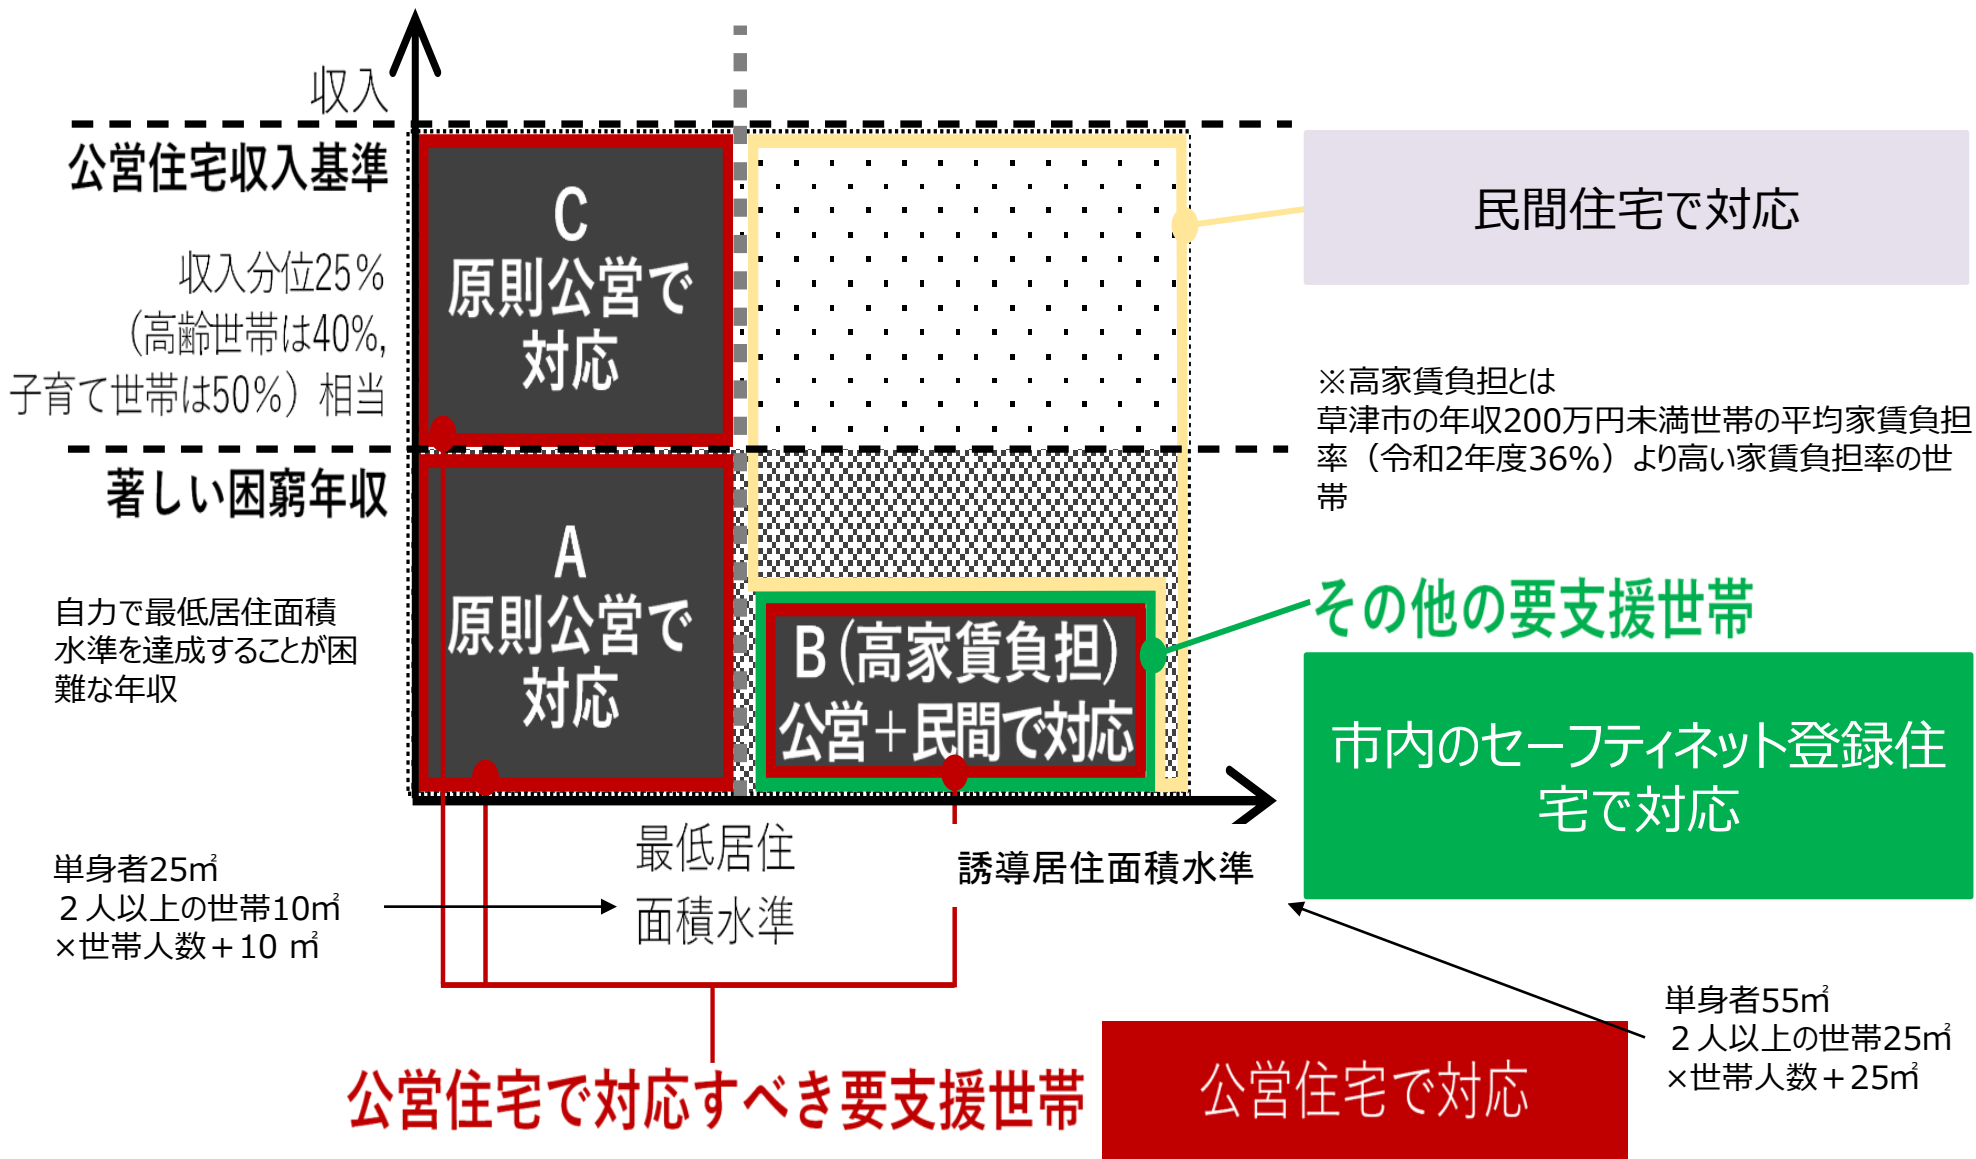 収入
公営住宅収入基準
収入分位25%
(高齢世帯は40%,
子育て世帯は50%）相当
著しい困窮年収
自力で最低居住面積
水準を達成することが困
難な年収
C
原則公営で
対応
A
原則公営で
対応
B(高家賃負担)
公営＋民間で対応
民間住宅で対応
※高家賃負担とは
草津市の年収200万円未満世帯の平均家賃負担
率（令和2年度36%）より高い家賃負担率の世
帯
その他の要支援世帯
市内のセーフティネット登録住
宅で対応
最低居住
面積水準
誘導居住面積水準
単身者25㎡
２人以上の世帯10㎡
×世帯人数＋10 ㎡
単身者55㎡
２人以上の世帯25㎡
×世帯人数＋25㎡
公営住宅で対応すべき要支援世帯
公営住宅で対応